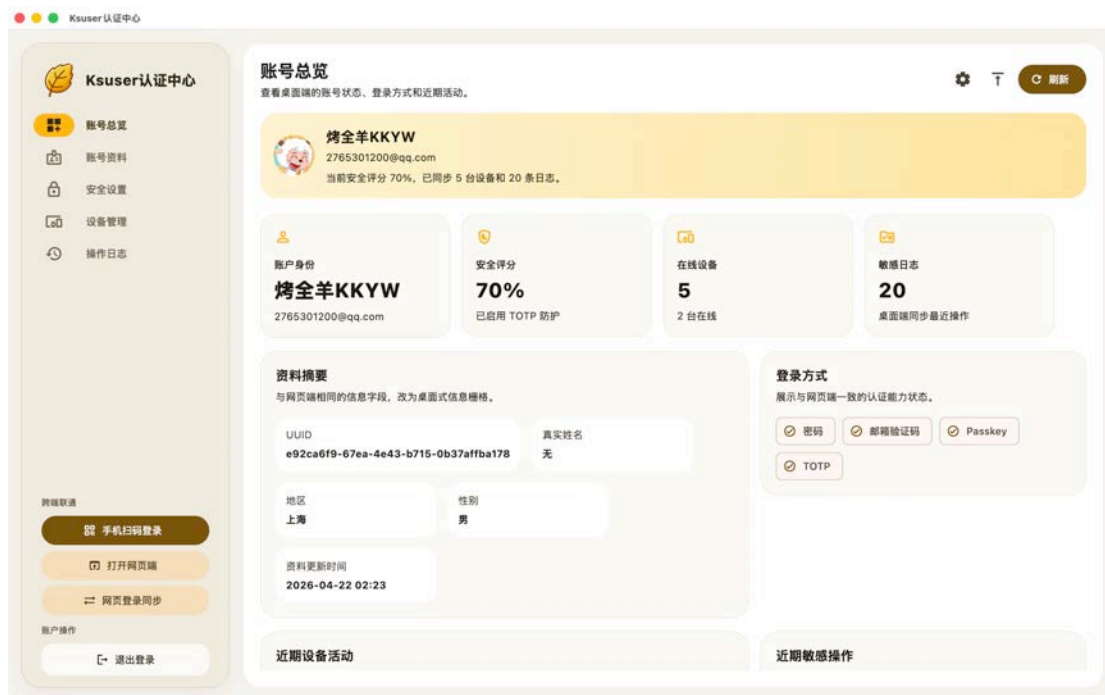 Ksuser 认证中心
Ksuser认证中心
账号总览
账号资料
安全设置
设备管理
操作日志
跨端联通
手机扫码登录
打开网页端
网页登录同步
账户操作
退出登录
账号总览
查看桌面端的账号状态、登录方式和近期活动。
刷新
烤全羊KKYW
2765301200@qq.com
当前安全评分 70%，已同步 5 台设备和 20 条日志。
账户身份
烤全羊KKYW
2765301200@qq.com
安全评分
70%
已启用 TOTP 防护
在线设备
5
2 台在线
敏感日志
20
桌面端同步最近操作
资料摘要
与网页端相同的信息字段，改为桌面式信息栅格。
UUID
e92ca6f9-67ea-4e43-b715-0b37affba178
真实姓名
无
地区
上海
性别
男
资料更新时间
2026-04-22 02:23
登录方式
展示与网页端一致的认证能力状态。
密码
邮箱验证码
Passkey
TOTP
近期设备活动
近期敏感操作